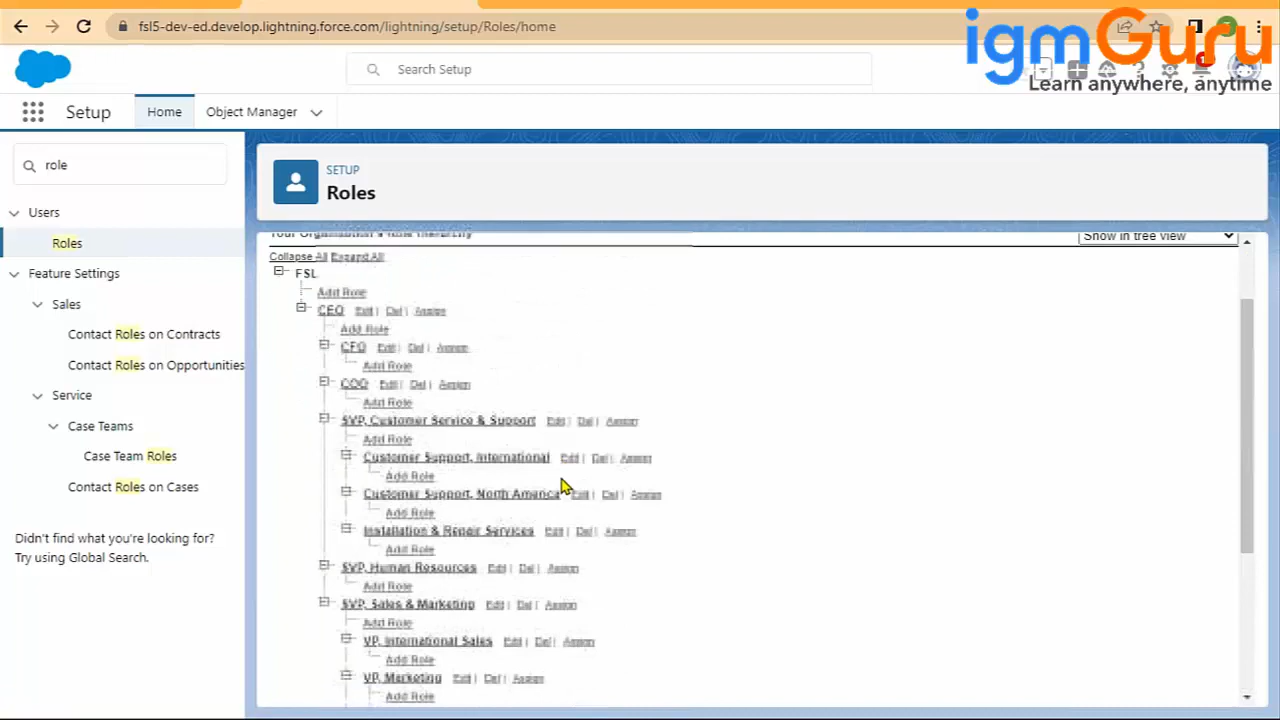 fsl5-dev-ed.develop.lightning.force.com/lightning/setup/Roles/home
igmGuru
Learn anywhere, anytime
Search Setup
Setup
Home
Object Manager
role
Users
Roles
Feature Settings
Sales
Contact Roles on Contracts
Contact Roles on Opportunities
Service
Case Teams
Case Team Roles
Contact Roles on Cases
Didn't find what you're looking for?
Try using Global Search.
SETUP
Roles
Your Organization's Role Hierarchy
Show in tree view
Collapse All Expand All
FSL
Add Role
CEO Edit | Del | Assign
Add Role
CFO Edit | Del | Assign
Add Role
COO Edit | Del | Assign
Add Role
SVP, Customer Service & Support Edit | Del | Assign
Add Role
Customer Support, International Edit | Del | Assign
Add Role
Customer Support, North America Edit | Del | Assign
Add Role
Installation & Repair Services Edit | Del | Assign
Add Role
SVP, Human Resources Edit | Del | Assign
Add Role
SVP, Sales & Marketing Edit | Del | Assign
Add Role
VP, International Sales Edit | Del | Assign
Add Role
VP, Marketing Edit | Del | Assign
Add Role